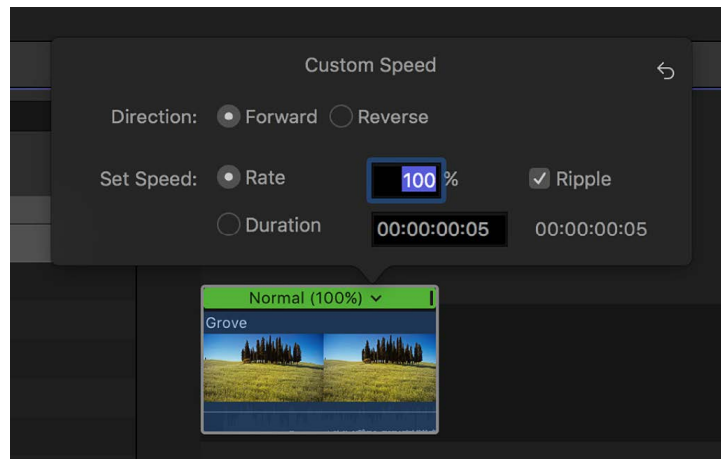 Custom Speed
Direction: Forward Reverse
Set Speed: Rate 100 % Ripple
Duration 00:00:00:05 00:00:00:05
Normal (100%)
Grove